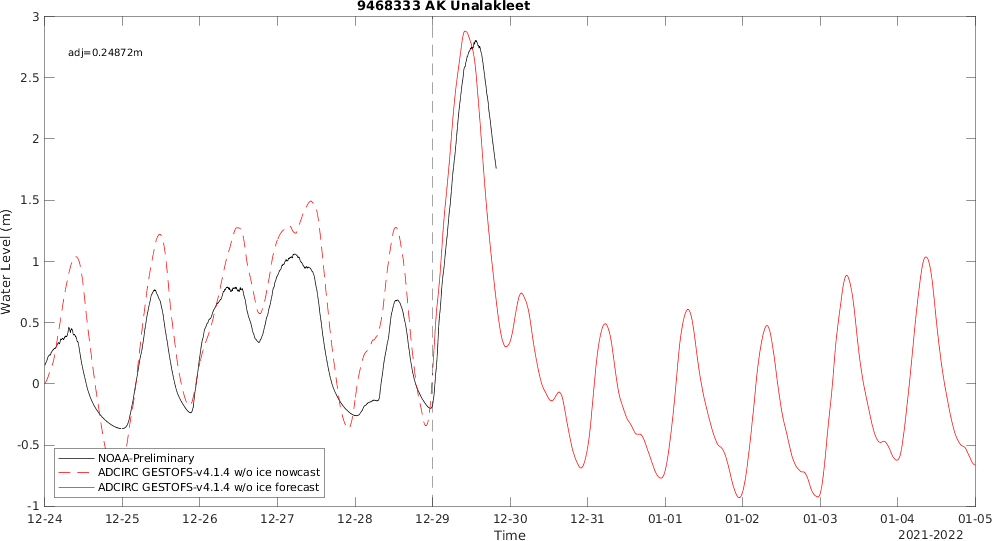 9468333 AK Unalakleet
adj=0.24872m
Water Level (m)
3
2.5
2
1.5
1
0.5
0
-0.5
-1
NOAA-Preliminary
ADCIRC GESTOFS-v4.1.4 w/o ice nowcast
ADCIRC GESTOFS-v4.1.4 w/o ice forecast
12-24 12-25 12-26 12-27 12-28 12-29 12-30 12-31 01-01 01-02 01-03 01-04 01-05
Time
2021-2022